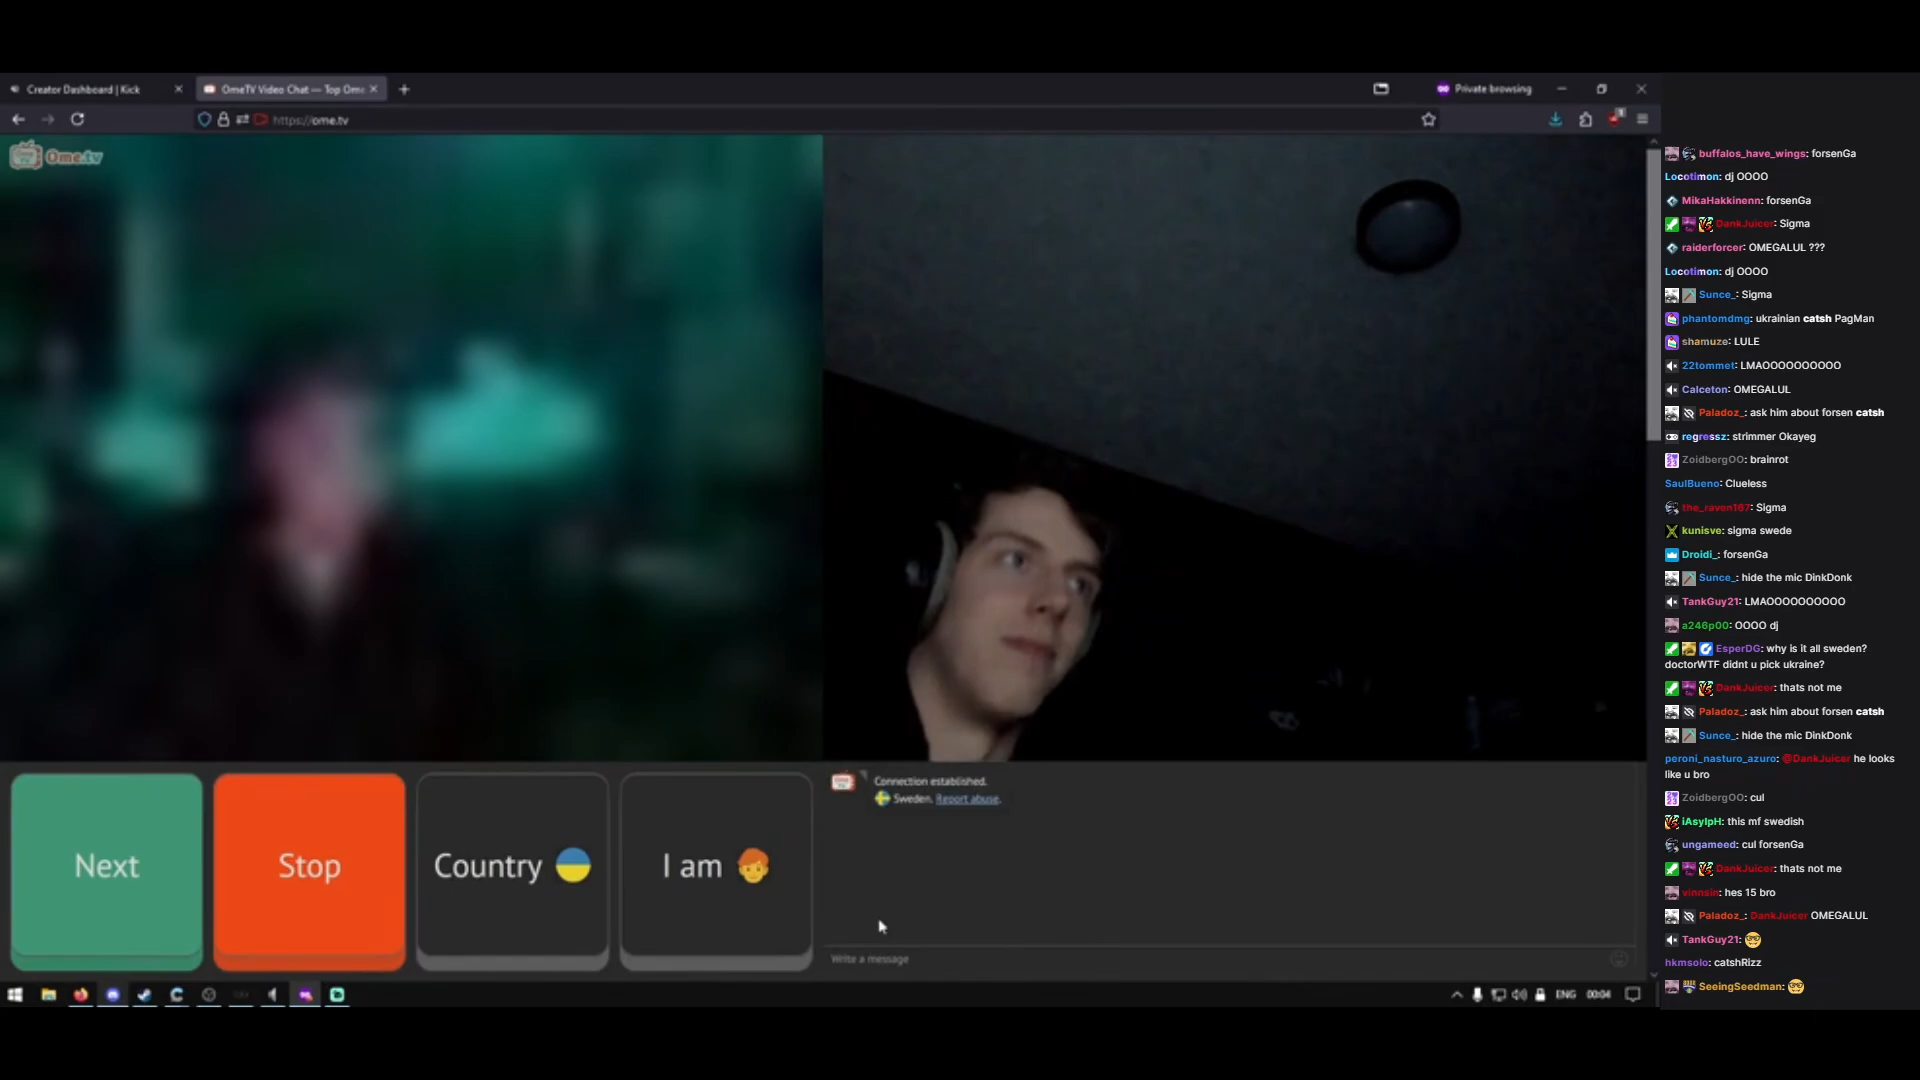 Creator Dashboard | Kick
OmeTV Video Chat — Top Ome
Private browsing
https://ome.tv
Ome.tv
Next
Stop
Country
I am
Connection established.
Sweden. Report abuse.
Write a message
ENG
00:04
buffalos_have_wings: forsenGa
Locotimon: dj OOOO
MikaHakkinenn: forsenGa
DankJuicer: Sigma
raiderforcer: OMEGALUL ???
Locotimon: dj OOOO
Sunce_: Sigma
phantomdmg: ukrainian catsh PagMan
shamuze: LULE
22tommet: LMAOOOOOOOOOO
Calceton: OMEGALUL
Paladoz_: ask him about forsen catsh
regressz: strimmer Okayeg
ZoidbergOO: brainrot
SaulBueno: Clueless
the_raven167: Sigma
kunisve: sigma swede
Droidi_: forsenGa
Sunce_: hide the mic DinkDonk
TankGuy21: LMAOOOOOOOOOO
a246p00: OOOO dj
EsperDG: why is it all sweden?
doctorWTF didnt u pick ukraine?
DankJuicer: thats not me
Paladoz_: ask him about forsen catsh
Sunce_: hide the mic DinkDonk
peroni_nasturo_azuro: @DankJuicer he looks
like u bro
ZoidbergOO: cul
iAsylpH: this mf swedish
ungameed: cul forsenGa
DankJuicer: thats not me
vinnsin: hes 15 bro
Paladoz_: DankJuicer OMEGALUL
TankGuy21:
hkmsolo: catshRizz
SeeingSeedman: